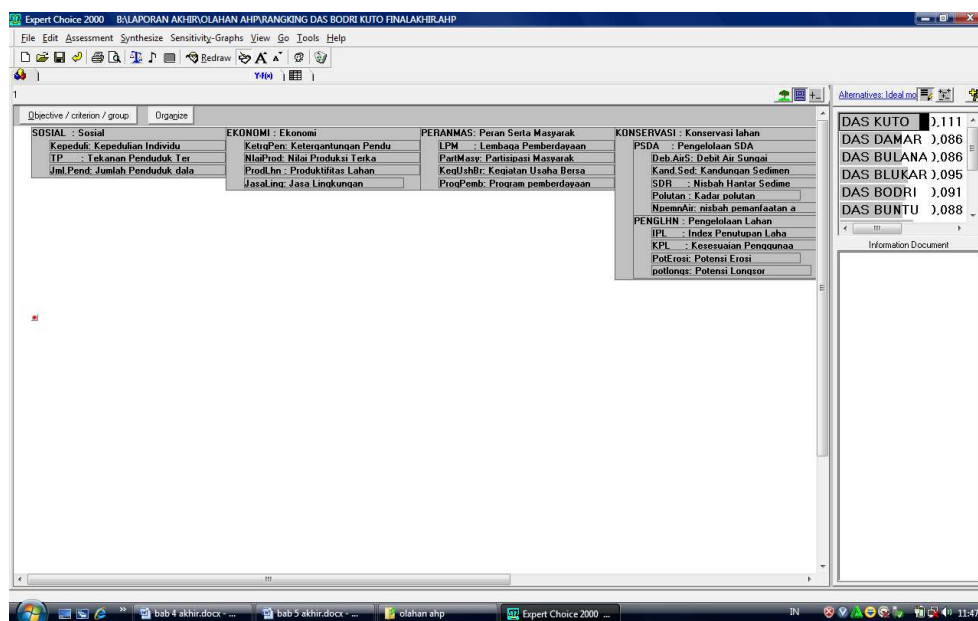 Expert Choice 2000 B:\LAPORAN AKHIR\OLAHAN AHP\RANGKING DAS BODRI KUTO FINALAKHIR.AHP
File Edit Assessment Synthesize Sensitivity-Graphs View Go Tools Help
Redraw
Y-f(x)
1
Alternatives: Ideal mo
Objective / criterion / group Organize
SOSIAL : Sosial
Kepeduli: Kepedulian Individu
TP : Tekanan Penduduk Ter
Jml.Pend: Jumlah Penduduk dala
EKONOMI : Ekonomi
KetrgPen: Ketergantungan Pendu
NlaiProd: Nilai Produksi Terka
ProdLhn : Produktifitas Lahan
JasaLing: Jasa Lingkungan
PERANMAS: Peran Serta Masyarak
LPM : Lembaga Pemberdayaan
PartMasy: Partisipasi Masyarak
KegUshBr: Kegiatan Usaha Bersa
ProgPemb: Program pemberdayaan
KONSERVASI : Konservasi lahan
PSDA : Pengelolaan SDA
Deb.AirS: Debit Air Sungai
Kand.Sed: Kandungan Sedimen
SDR : Nisbah Hantar Sedime
Polutan : Kadar polutan
NpemnAir: nisbah pemanfaatan a
PENGLHN : Pengelolaan Lahan
IPL : Index Penutupan Laha
KPL : Kesesuaian Penggunaa
PotErosi: Potensi Erosi
potlongs: Potensi Longsor
DAS KUTO ),111
DAS DAMAR ),086
DAS BULANA ),086
DAS BLUKAR ),095
DAS BODRI ),091
DAS BUNTU ),088
Information Document
bab 4 akhir.docx - ... bab 5 akhir.docx - ... olahan ahp Expert Choice 2000 ... IN 11:47